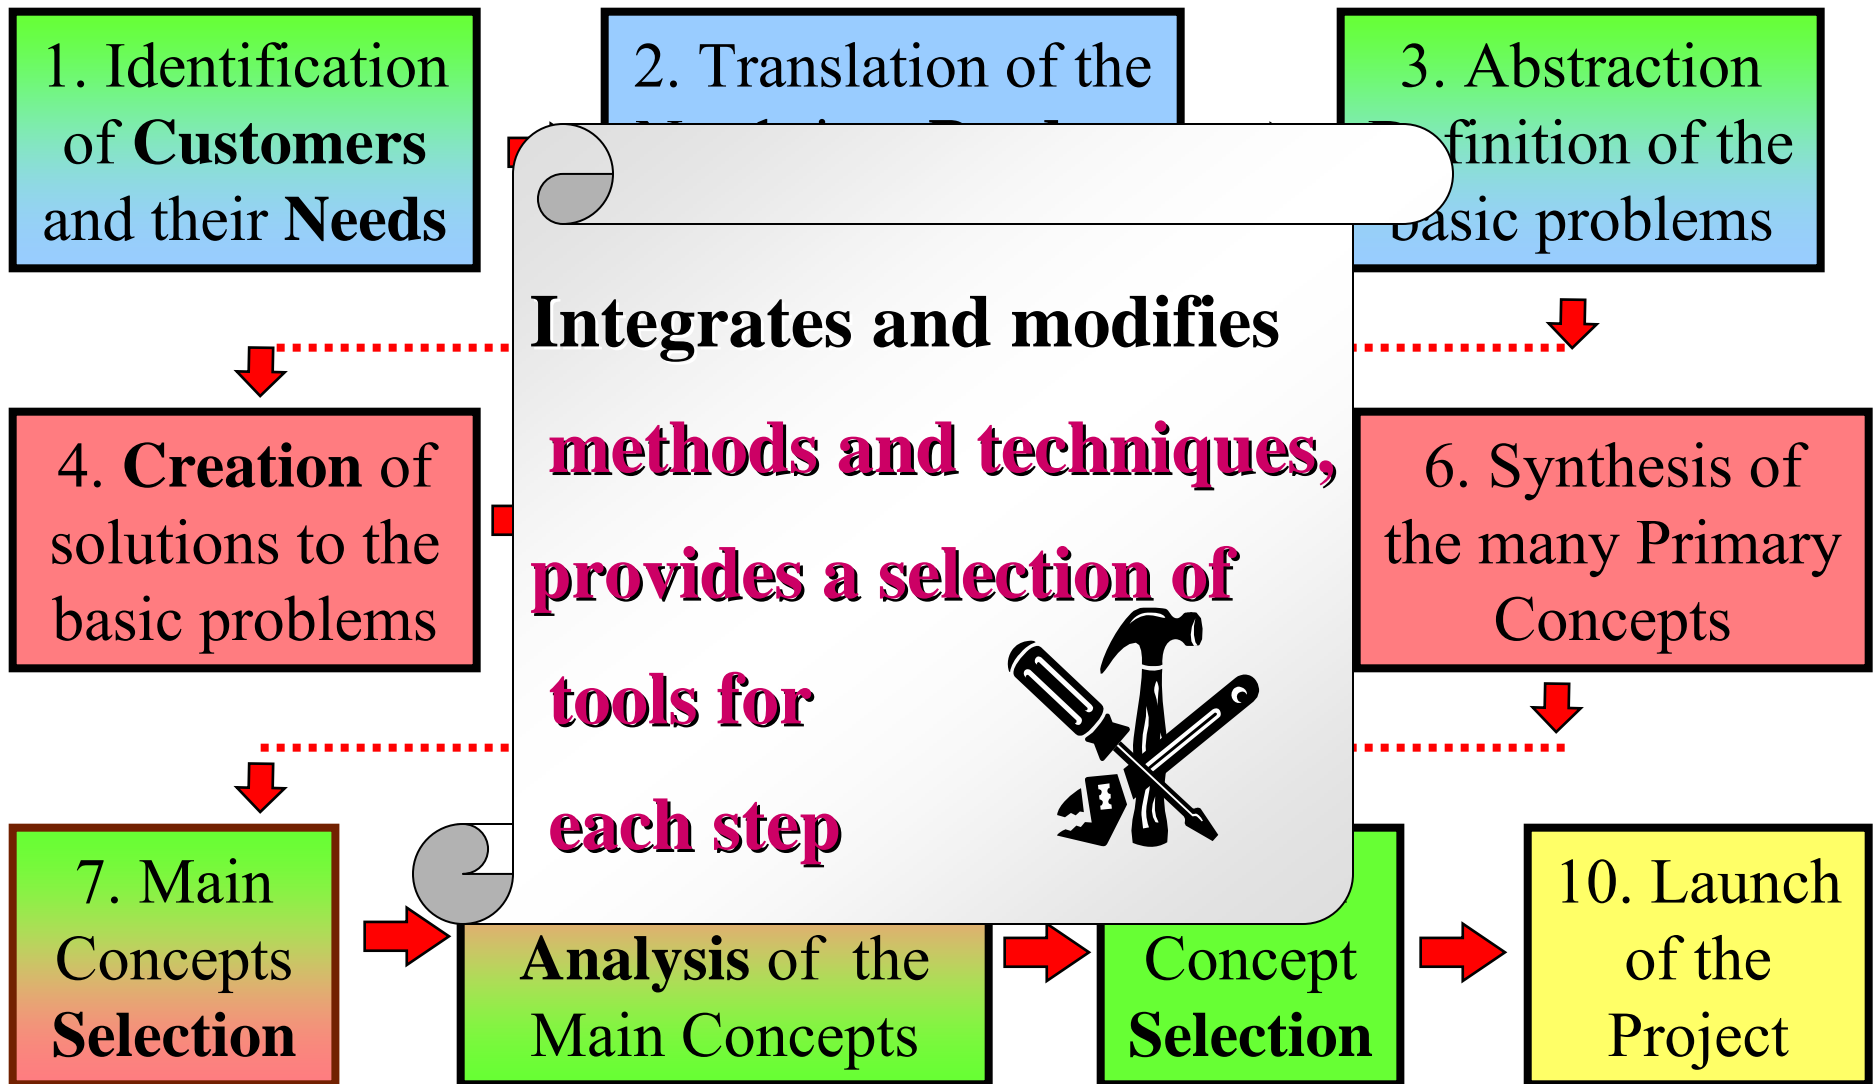 1. Identification
of Customers
and their Needs
2. Translation of the
3. Abstraction
finition of the
basic problems
Integrates and modifies
methods and techniques,
provides a selection of
tools for
each step
4. Creation of
solutions to the
basic problems
6. Synthesis of
the many Primary
Concepts
7. Main
Concepts
Selection
Analysis of the
Main Concepts
Concept
Selection
10. Launch
of the
Project